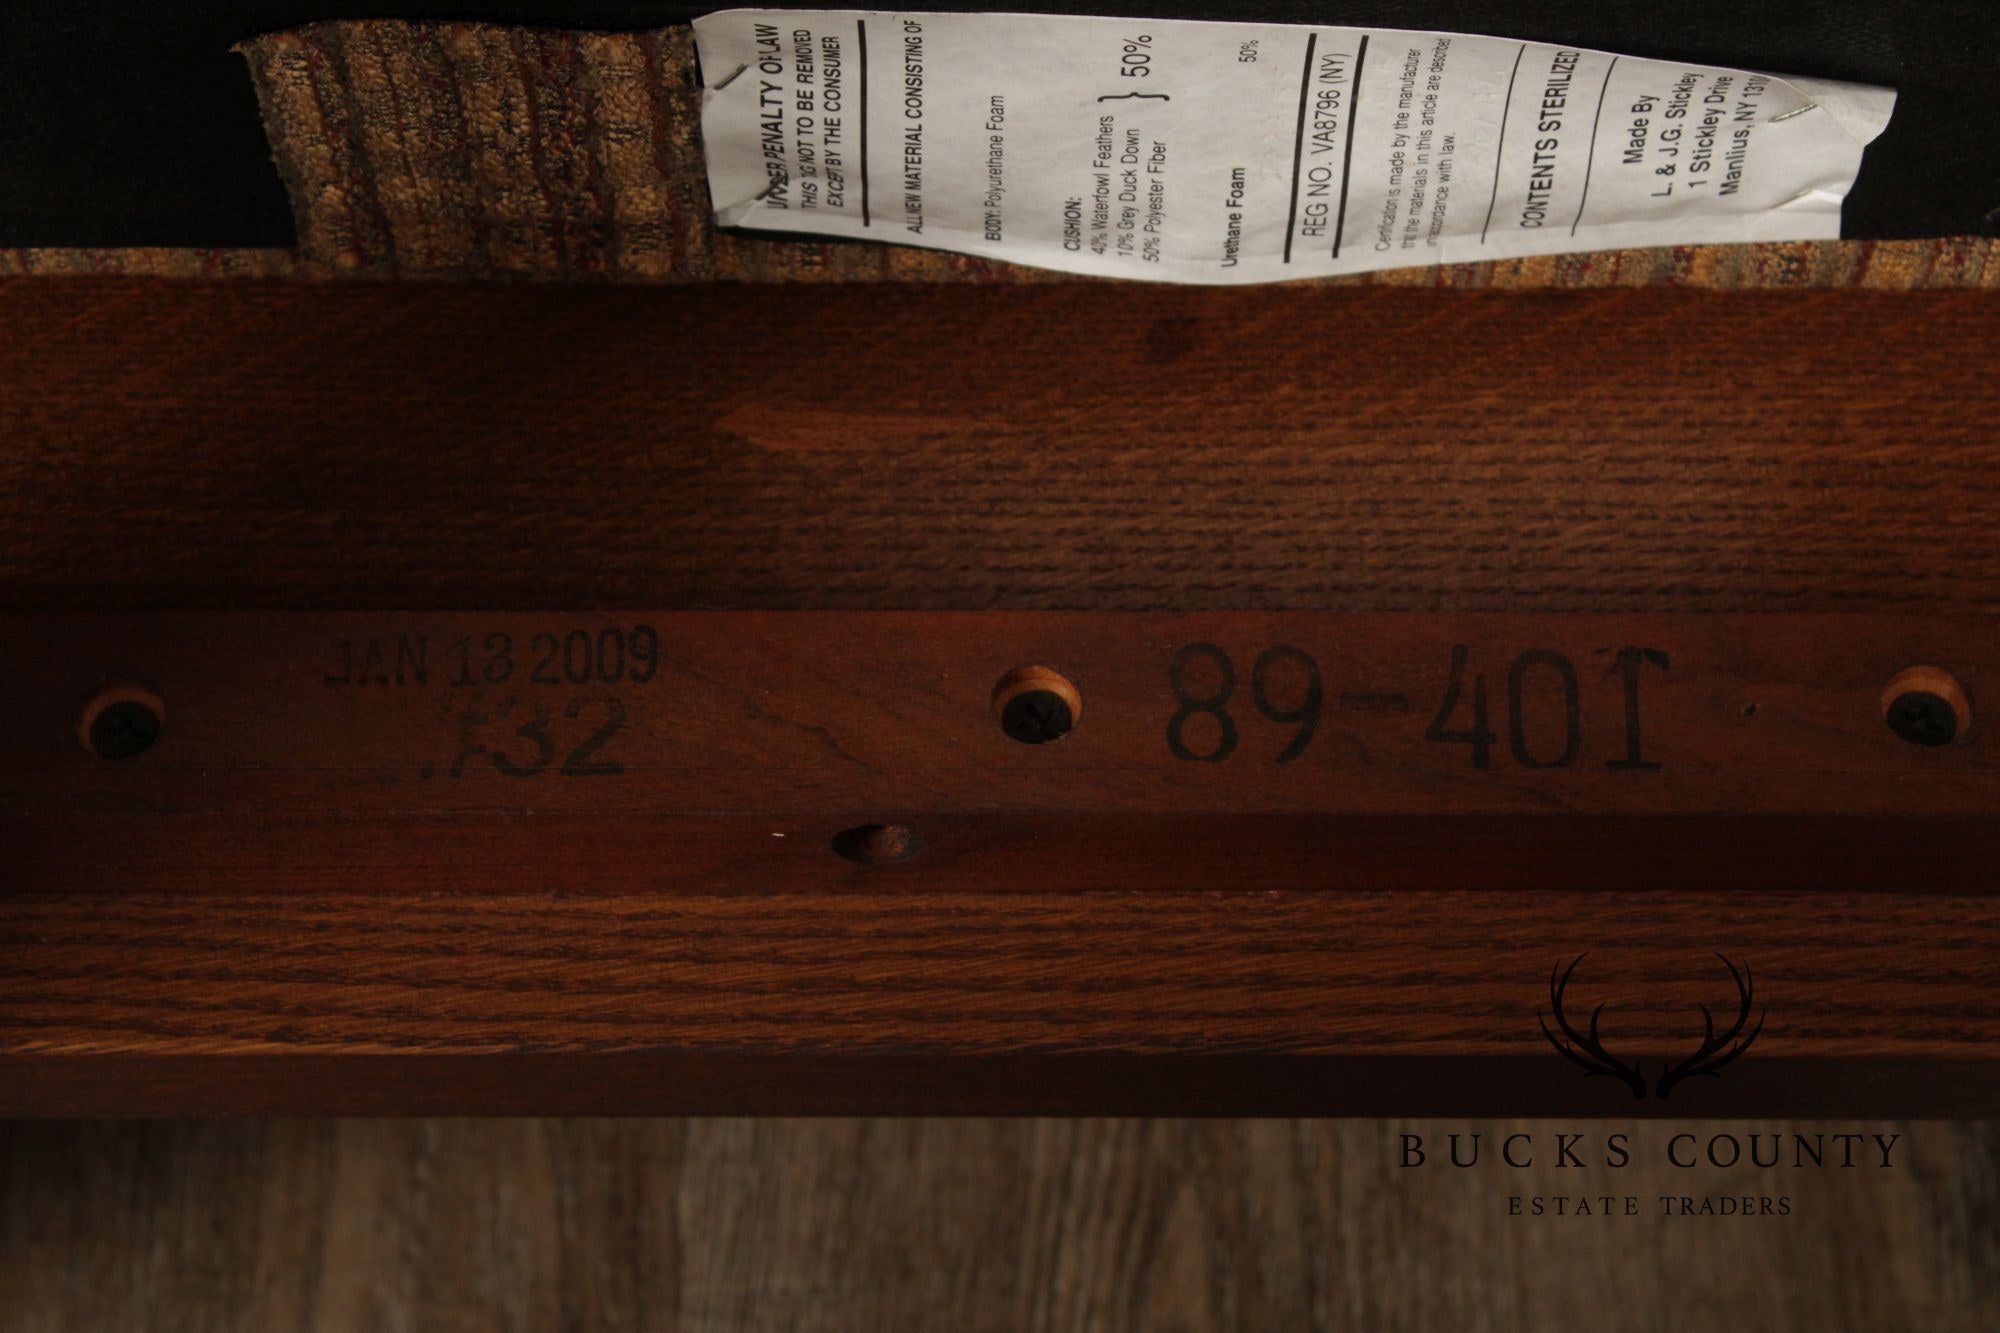 UNDER PENALTY OF LAW
THIS TAG NOT TO BE REMOVED
EXCEPT BY THE CONSUMER
ALL NEW MATERIAL CONSISTING OF
BODY: Polyurethane Foam
CUSHION:
40% Waterfowl Feathers
10% Grey Duck Down
50% Polyester Fiber
} 50%
Urethane Foam 50%
REG NO. VA8796 (NY)
Certification is made by the manufacturer
that the materials in this article are described
in accordance with law.
CONTENTS STERILIZED
Made By
L. & J.G. Stickley
1 Stickley Drive
Manlius, NY
JAN 13 2009
32
89-401
BUCKS COUNTY
ESTATE TRADERS